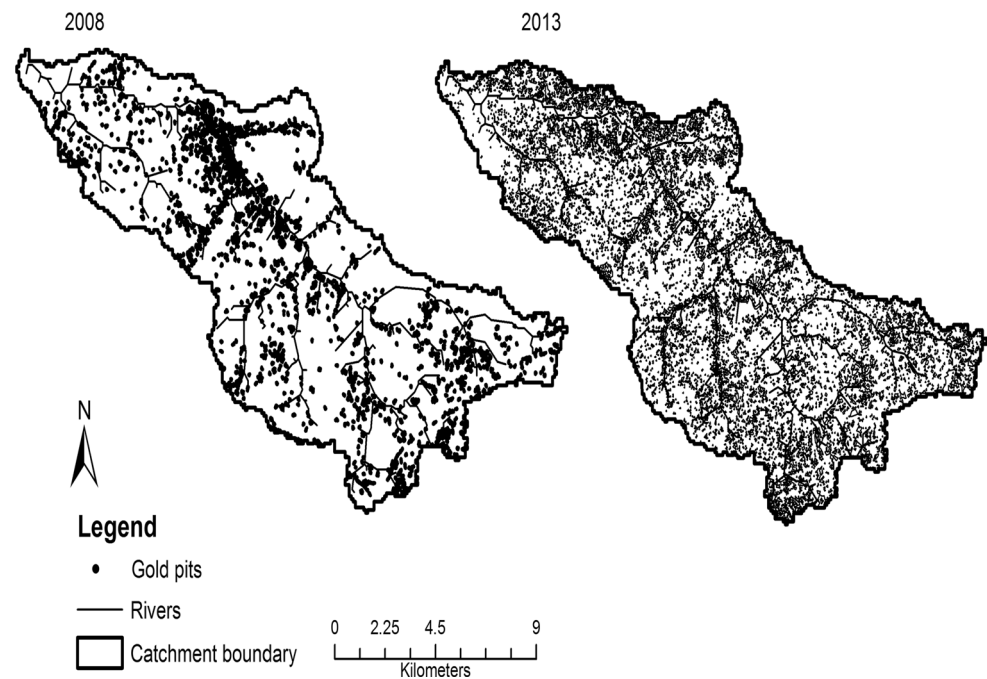 2008
2013
N
Legend
Gold pits
Rivers
Catchment boundary
0 2.25 4.5 9
Kilometers